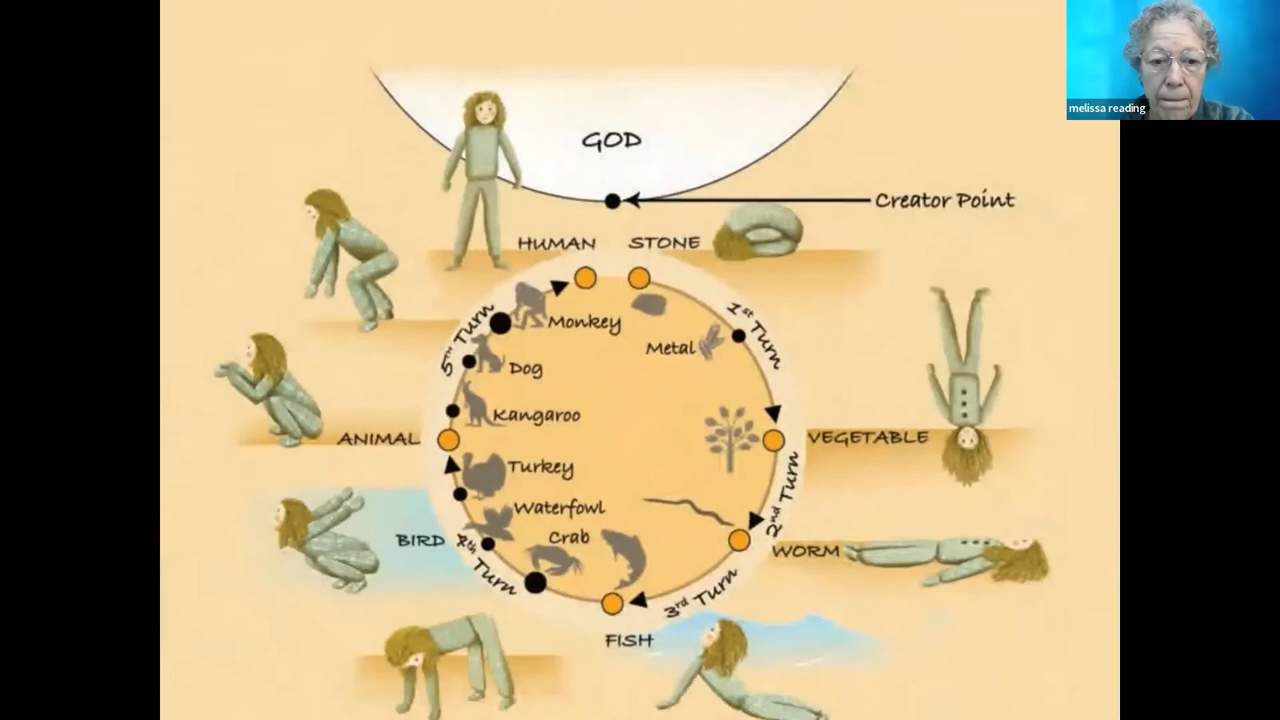 melissa reading
GOD
Creator Point
HUMAN
STONE
Monkey
1st Turn
Metal
5th Turn
Dog
Kangaroo
ANIMAL
VEGETABLE
Turkey
2nd Turn
Waterfowl
BIRD
Crab
4th Turn
WORM
3rd Turn
FISH